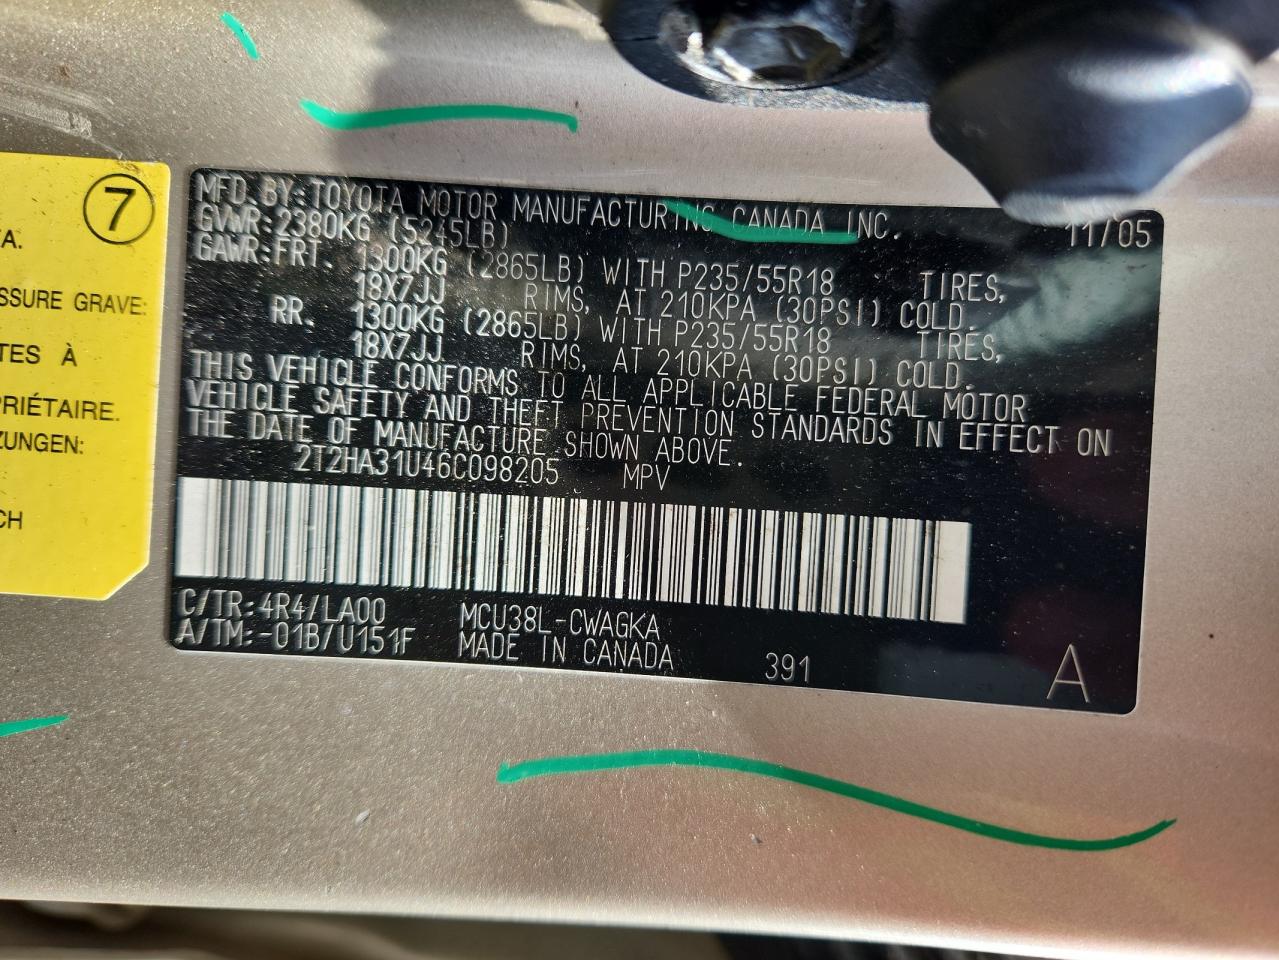 7
A.
SSURE GRAVE:
TES À
PRIÉTAIRE.
ZUNGEN:
CH
MFD. BY: TOYOTA MOTOR MANUFACTURING CANADA INC. 11/05
GVWR: 2380KG (5245LB)
GAWR: FRT. 1300KG (2865LB) WITH P235/55R18 TIRES,
18X7JJ RIMS, AT 210KPA (30PSI) COLD.
RR. 1300KG (2865LB) WITH P235/55R18 TIRES,
18X7JJ RIMS, AT 210KPA (30PSI) COLD.
THIS VEHICLE CONFORMS TO ALL APPLICABLE FEDERAL MOTOR
VEHICLE SAFETY AND THEFT PREVENTION STANDARDS IN EFFECT ON
THE DATE OF MANUFACTURE SHOWN ABOVE.
2T2HA31U46C098205 MPV
C/TR: 4R4/LA00 MCU38L-CWAGKA
A/TM: -01B/U151F MADE IN CANADA 391 A